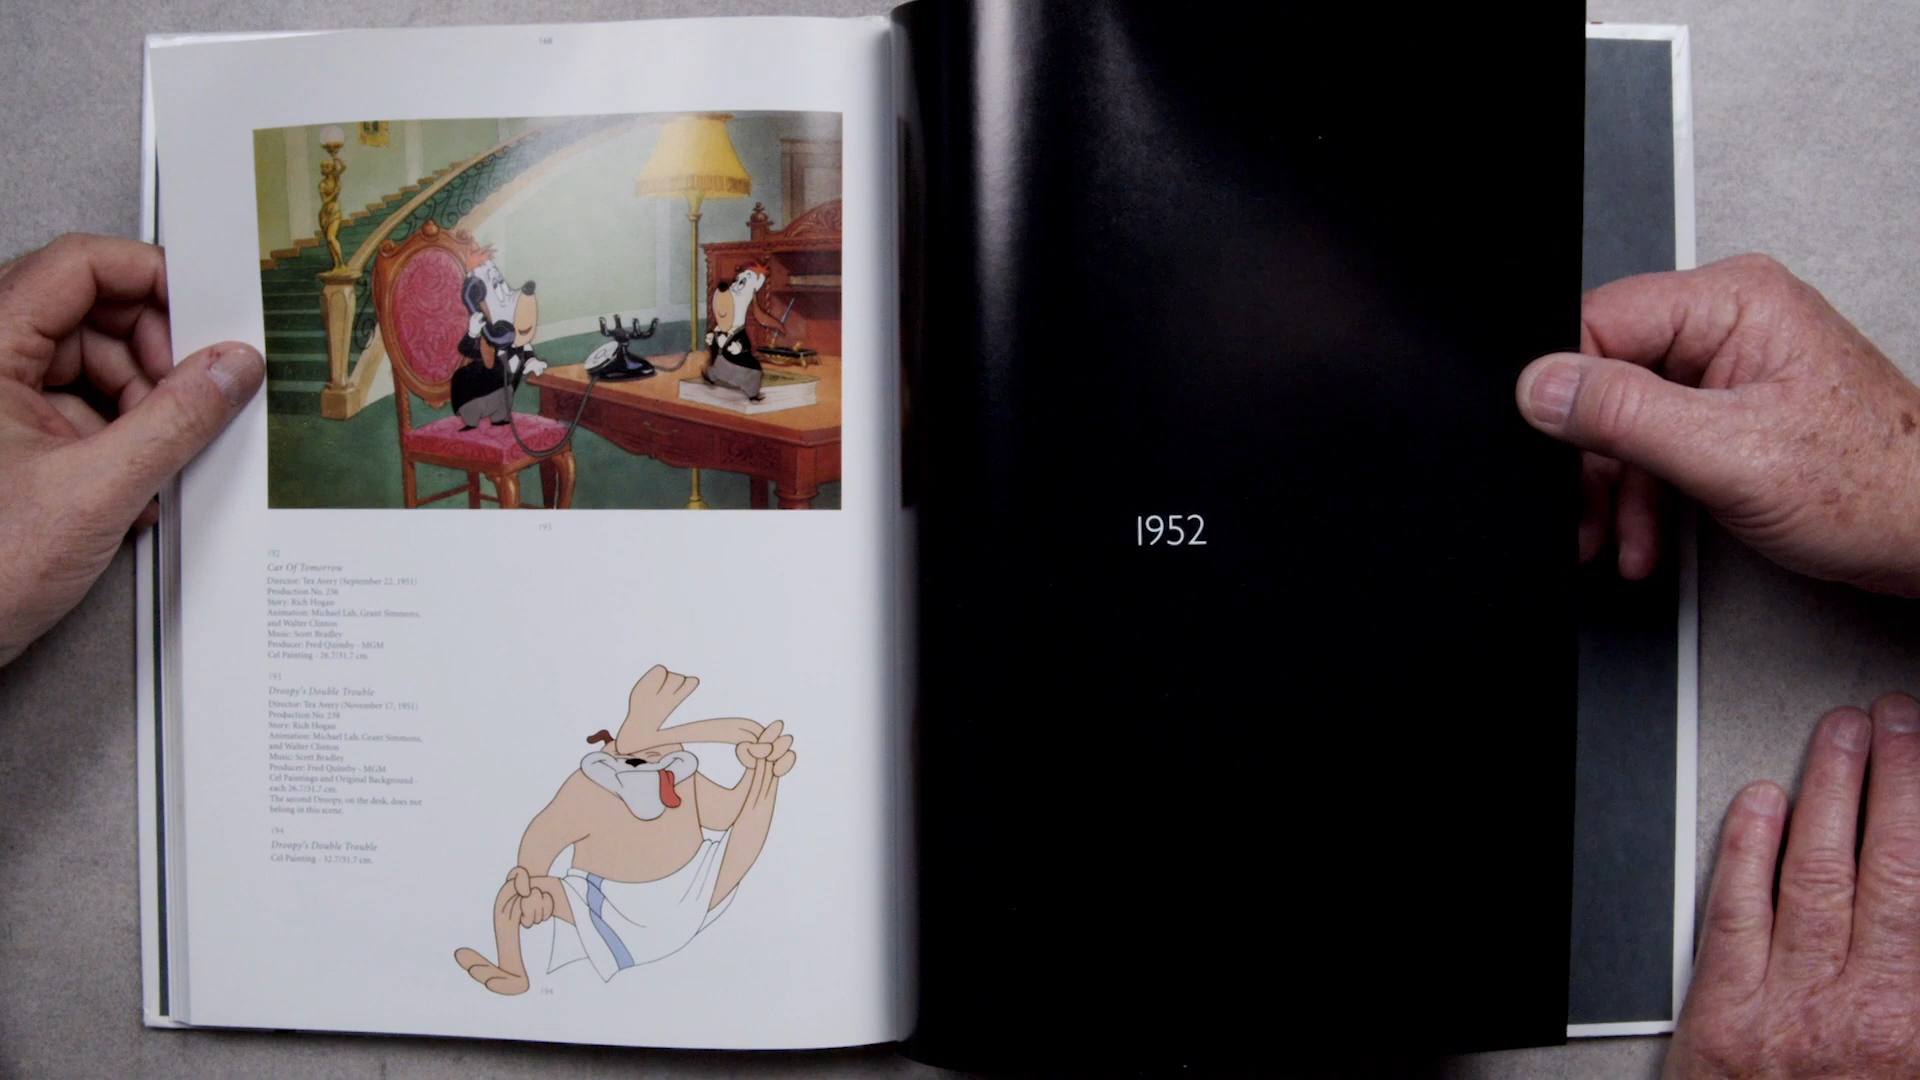 168
193
192
Car Of Tomorrow
Director: Tex Avery (September 22, 1951)
Production No. 236
Story: Rich Hogan
Animation: Michael Lah, Grant Simmons,
and Walter Clinton
Music: Scott Bradley
Producer: Fred Quimby - MGM
Cel Painting - 26.7/31.7 cm.
193
Droopy's Double Trouble
Director: Tex Avery (November 17, 1951)
Production No. 238
Story: Rich Hogan
Animation: Michael Lah, Grant Simmons,
and Walter Clinton
Music: Scott Bradley
Producer: Fred Quimby - MGM
Cel Paintings and Original Background -
each 26.7/31.7 cm.
The second Droopy, on the desk, does not
belong in this scene.
194
Droopy's Double Trouble
Cel Painting - 32.7/31.7 cm.
194
1952